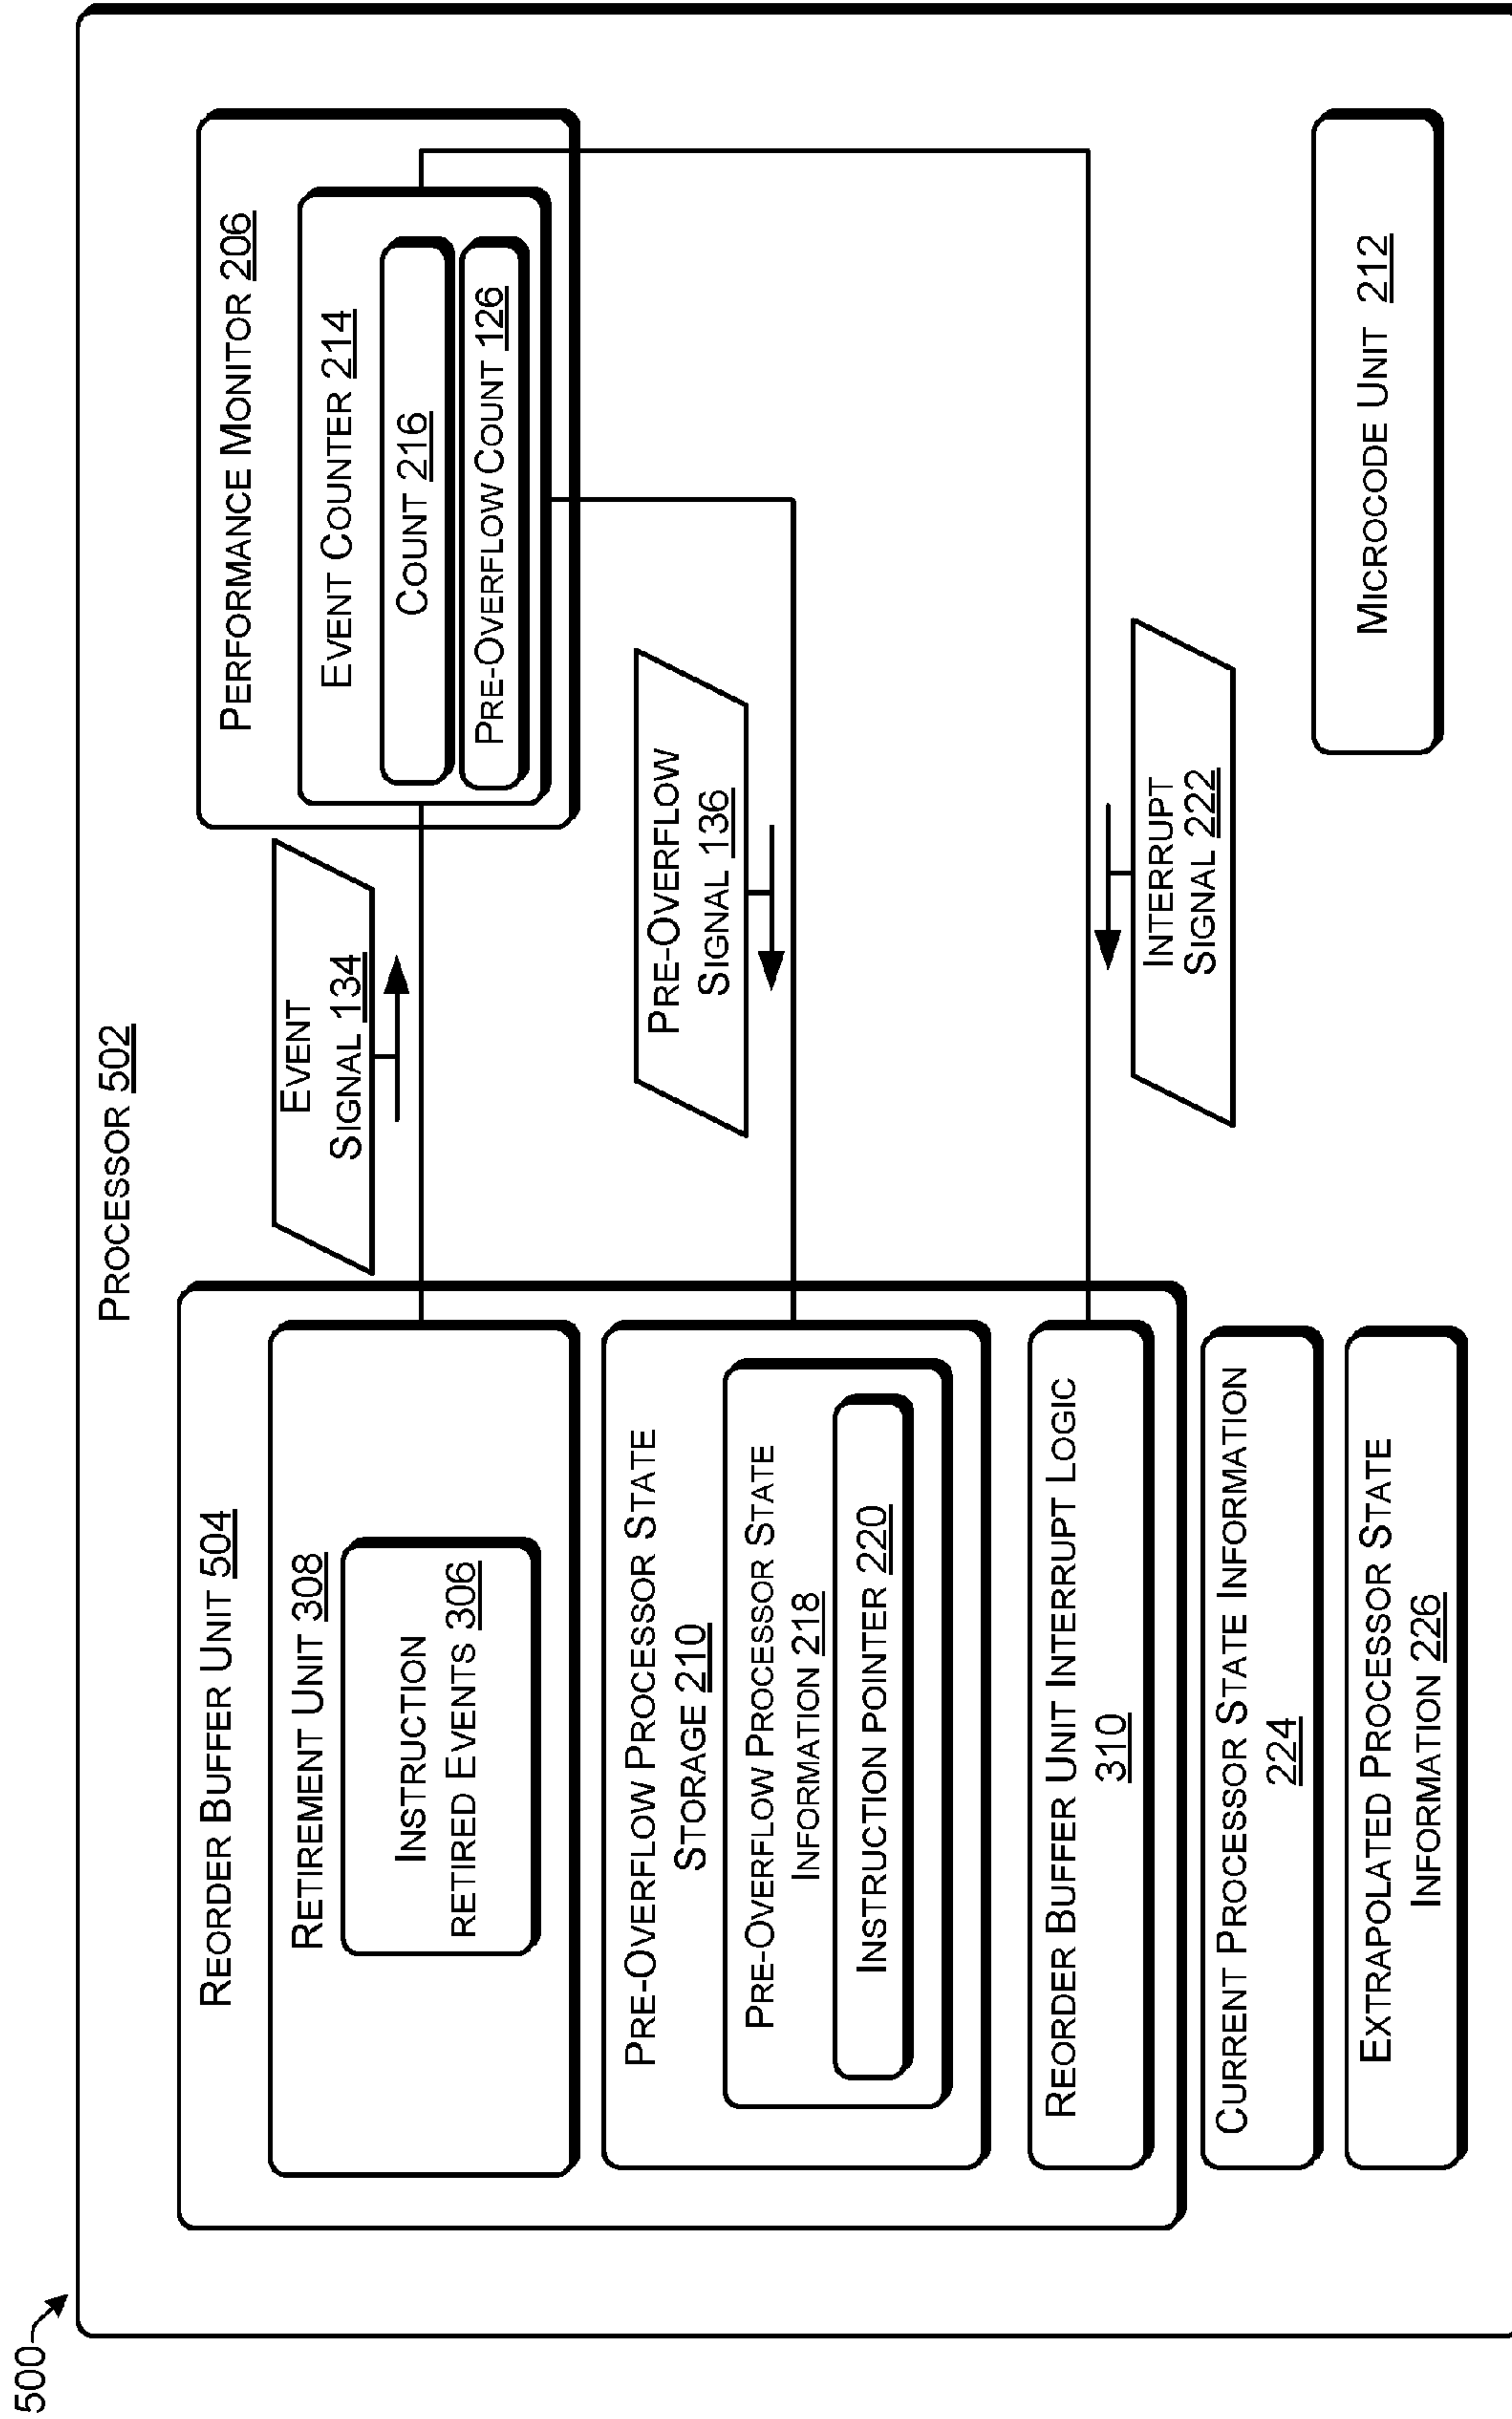 500
PROCESSOR 502
REORDER BUFFER UNIT 504
RETIREMENT UNIT 308
INSTRUCTION
RETIRED EVENTS 306
PRE-OVERFLOW PROCESSOR STATE
STORAGE 210
PRE-OVERFLOW PROCESSOR STATE
INFORMATION 218
INSTRUCTION POINTER 220
REORDER BUFFER UNIT INTERRUPT LOGIC
310
CURRENT PROCESSOR STATE INFORMATION
224
EXTRAPOLATED PROCESSOR STATE
INFORMATION 226
EVENT
SIGNAL 134
PRE-OVERFLOW
SIGNAL 136
INTERRUPT
SIGNAL 222
PERFORMANCE MONITOR 206
EVENT COUNTER 214
COUNT 216
PRE-OVERFLOW COUNT 126
MICROCODE UNIT 212